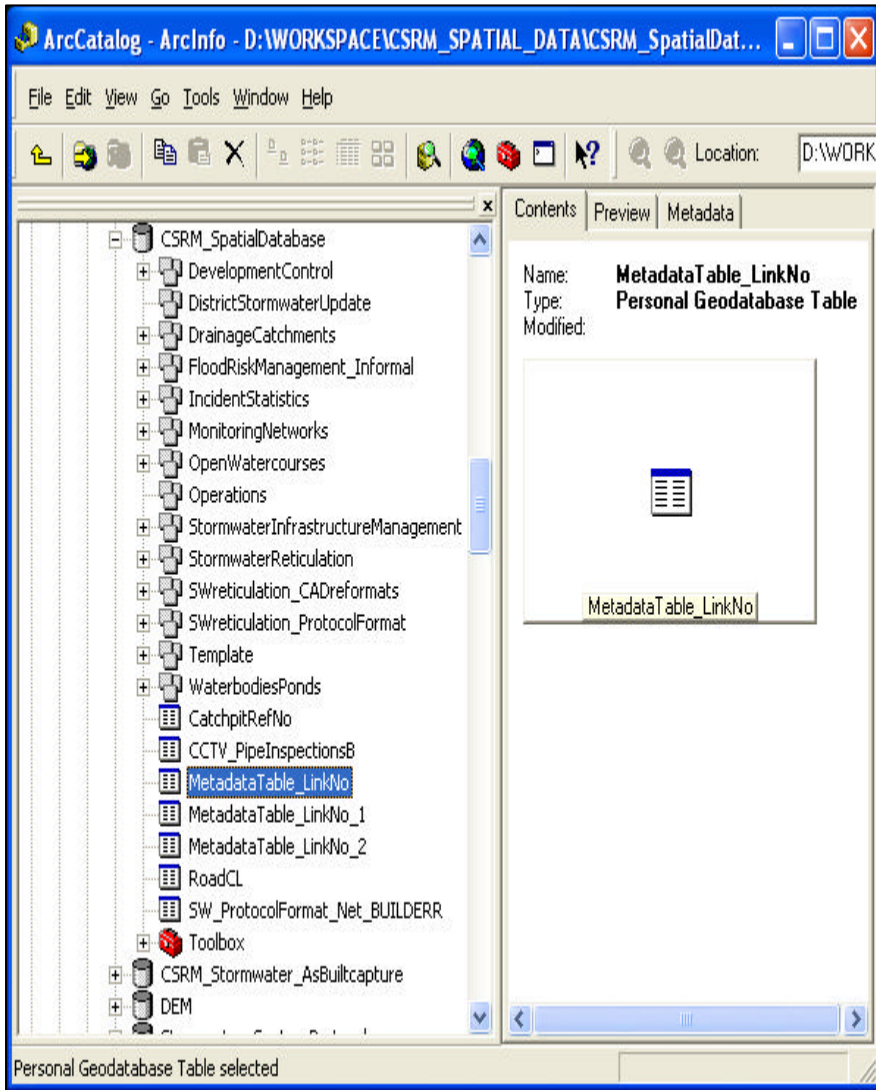 ArcCatalog - ArcInfo - D:\WORKSPACE\CSRM_SPATIAL_DATA\CSRM_SpatialDat...
File Edit View Go Tools Window Help
Location: D:\WORK
CSRM_SpatialDatabase
DevelopmentControl
DistrictStormwaterUpdate
DrainageCatchments
FloodRiskManagement_Informal
IncidentStatistics
MonitoringNetworks
OpenWatercourses
Operations
StormwaterInfrastructureManagement
StormwaterReticulation
SWreticulation_CADreformats
SWreticulation_ProtocolFormat
Template
WaterbodiesPonds
CatchpitRefNo
CCTV_PipeInspectionsB
MetadataTable_LinkNo
MetadataTable_LinkNo_1
MetadataTable_LinkNo_2
RoadCL
SW_ProtocolFormat_Net_BUILDERR
Toolbox
CSRM_Stormwater_AsBuiltcapture
DEM
Contents Preview Metadata
Name: MetadataTable_LinkNo
Type: Personal Geodatabase Table
Modified:
MetadataTable_LinkNo
Personal Geodatabase Table selected